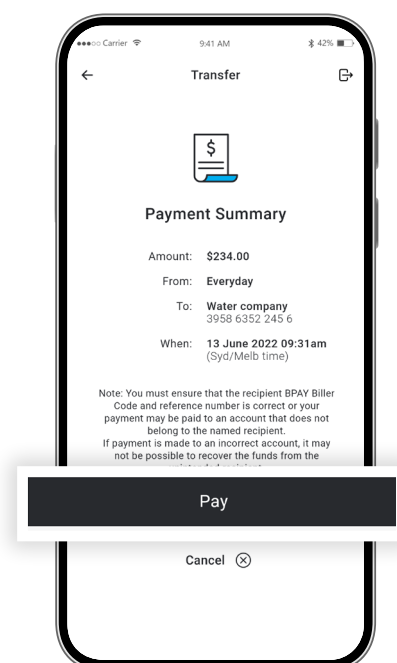 Carrier 9:41 AM 42%
Transfer
$
Payment Summary
Amount: $234.00
From: Everyday
To: Water company
3958 6352 245 6
When: 13 June 2022 09:31am
(Syd/Melb time)
Note: You must ensure that the recipient BPAY Biller
Code and reference number is correct or your
payment may be paid to an account that does not
belong to the named recipient.
If payment is made to an incorrect account, it may
not be possible to recover the funds from the
Pay
Cancel